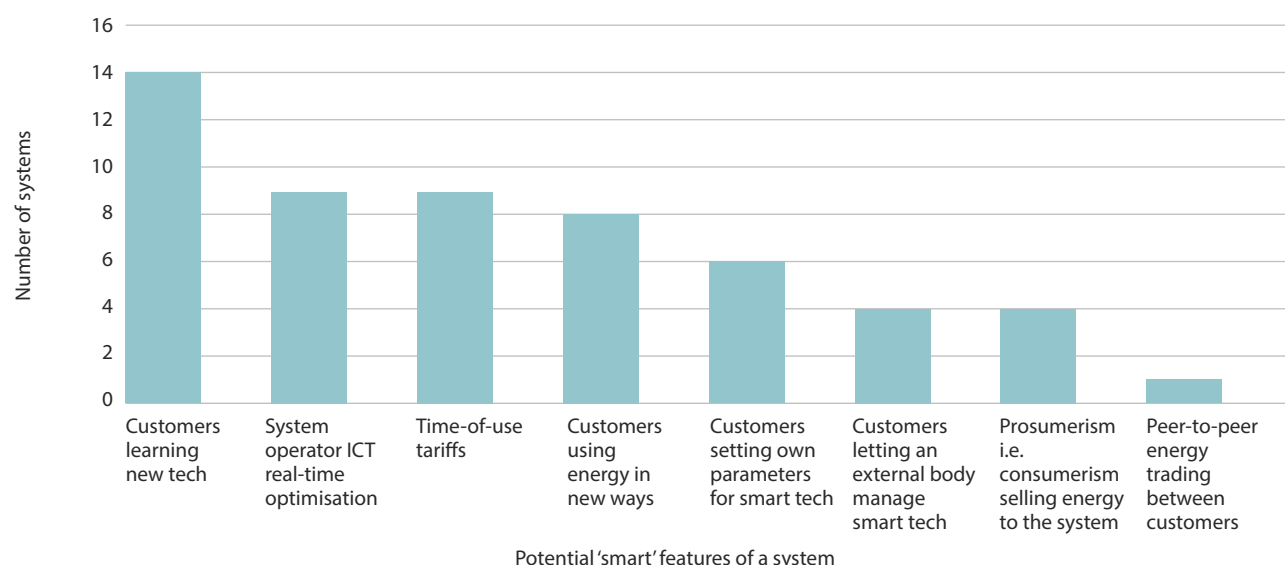 16
14
12
10
8
6
4
2
0
Number of systems
Customers
learning
new tech
System
operator ICT
real-time
optimisation
Time-of-use
tariffs
Customers
using
energy in
new ways
Customers
setting own
parameters
for smart tech
Customers
letting an
external body
manage
smart tech
Prosumerism
i.e.
consumerism
selling energy
to the system
Peer-to-peer
energy
trading
between
customers
Potential ‘smart’ features of a system